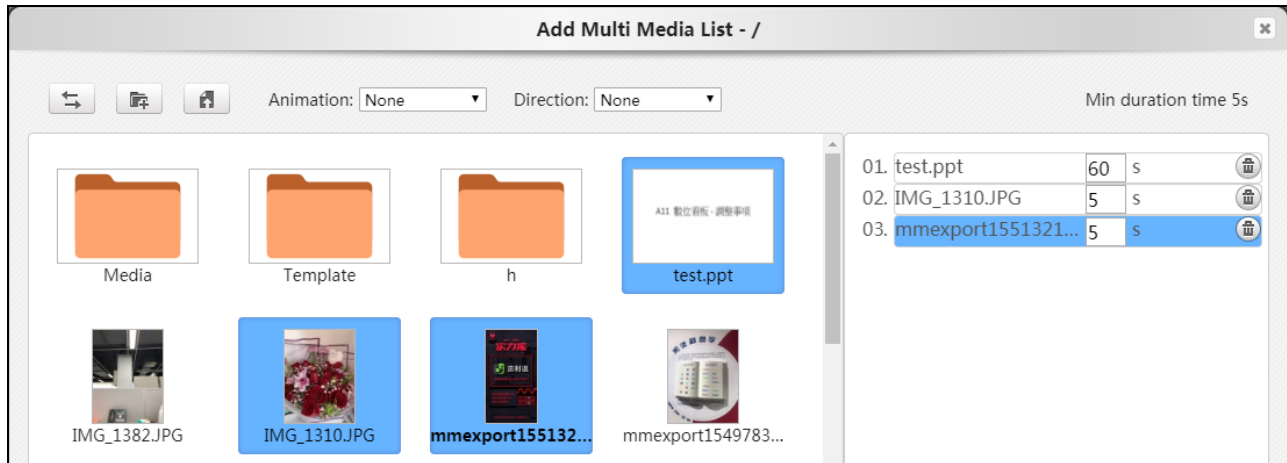 Add Multi Media List - /
Animation: None Direction: None Min duration time 5s
A11 數位看板-調整事項
Media Template h test.ppt
IMG_1382.JPG IMG_1310.JPG mmexport155132... mmexport1549783...
01. test.ppt 60 s
02. IMG_1310.JPG 5 s
03. mmexport1551321... 5 s